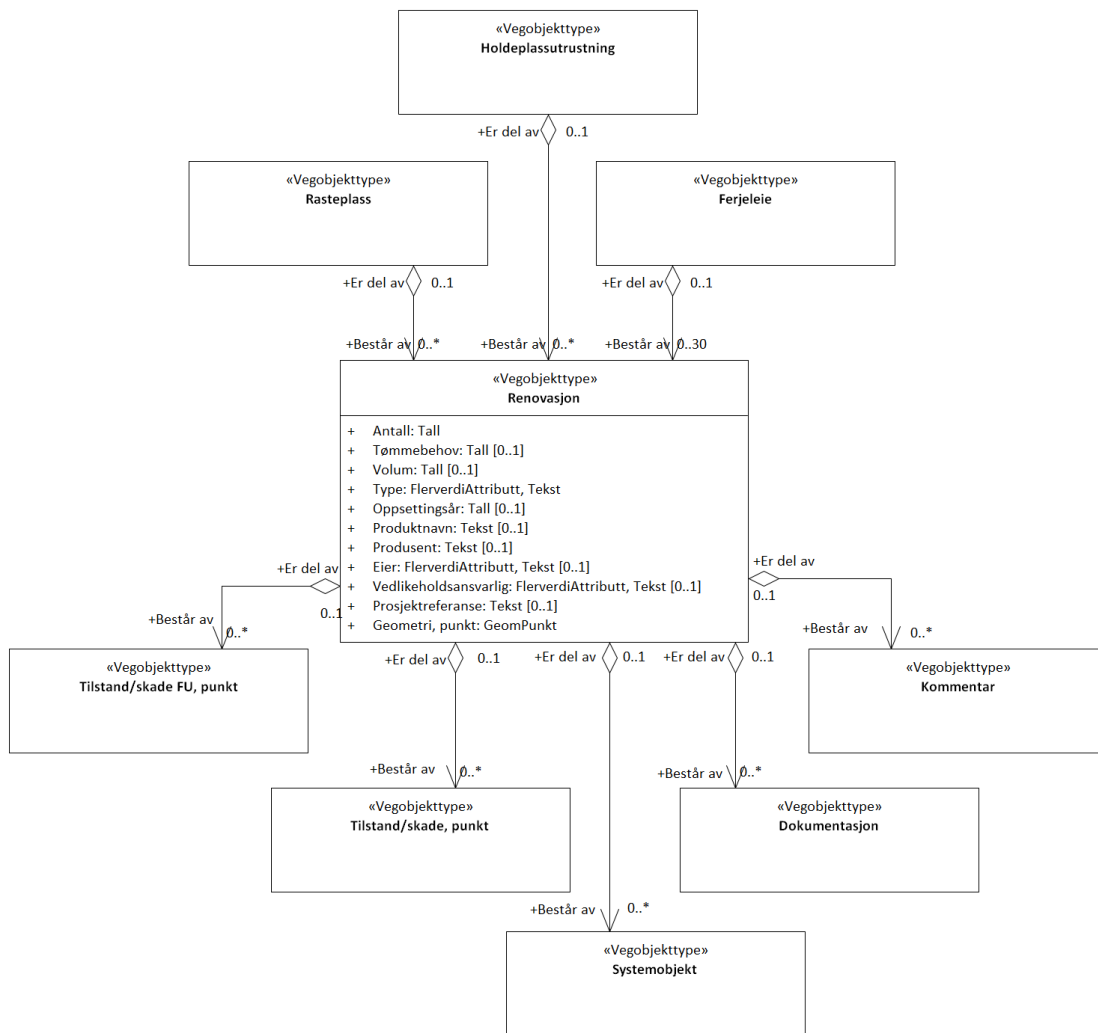 «Vegobjekttype»
Holdeplassutrustning
+Er del av 0..1
«Vegobjekttype»
Rasteplass
«Vegobjekttype»
Ferjeleie
+Er del av 0..1
+Er del av 0..1
+Består av 0..*
+Består av 0..*
+Består av 0..30
«Vegobjekttype»
Renovasjon
+ Antall: Tall
+ Tømmebehov: Tall [0..1]
+ Volum: Tall [0..1]
+ Type: FlerverdiAttributt, Tekst
+ Oppsettingsår: Tall [0..1]
+ Produktnavn: Tekst [0..1]
+ Produsent: Tekst [0..1]
+ Eier: FlerverdiAttributt, Tekst [0..1]
+ Vedlikeholdsansvarlig: FlerverdiAttributt, Tekst [0..1]
+ Prosjektreferanse: Tekst [0..1]
+ Geometri, punkt: GeomPunkt
+Er del av
0..1
+Er del av
0..1
+Består av
0..*
+Består av
0..*
+Er del av 0..1
+Er del av 0..1
+Er del av 0..1
«Vegobjekttype»
Tilstand/skade FU, punkt
«Vegobjekttype»
Kommentar
+Består av 0..*
+Består av 0..*
«Vegobjekttype»
Tilstand/skade, punkt
«Vegobjekttype»
Dokumentasjon
+Består av 0..*
«Vegobjekttype»
Systemobjekt